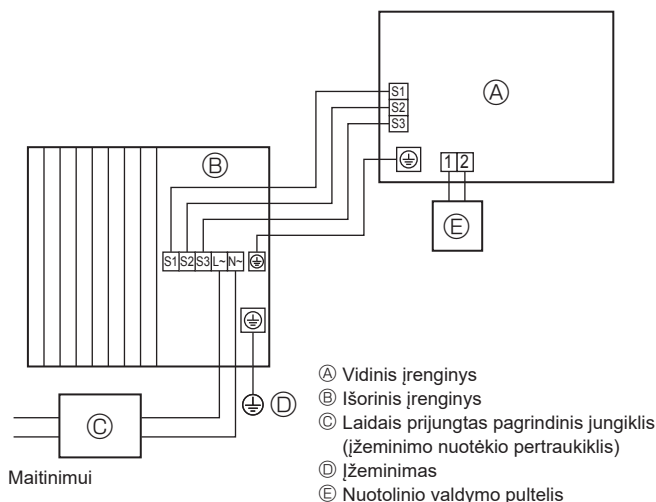 S1
S2
S3
Ⓐ
1 2
Ⓔ
Ⓑ
S1 S2 S3 L~ N~
Ⓓ
Ⓒ
Maitinimui
Ⓐ Vidinis įrenginys
Ⓑ Išorinis įrenginys
Ⓒ Laidais prijungtas pagrindinis jungiklis
(įžeminimo nuotėkio pertraukiklis)
Ⓓ Įžeminimas
Ⓔ Nuotolinio valdymo pultelis